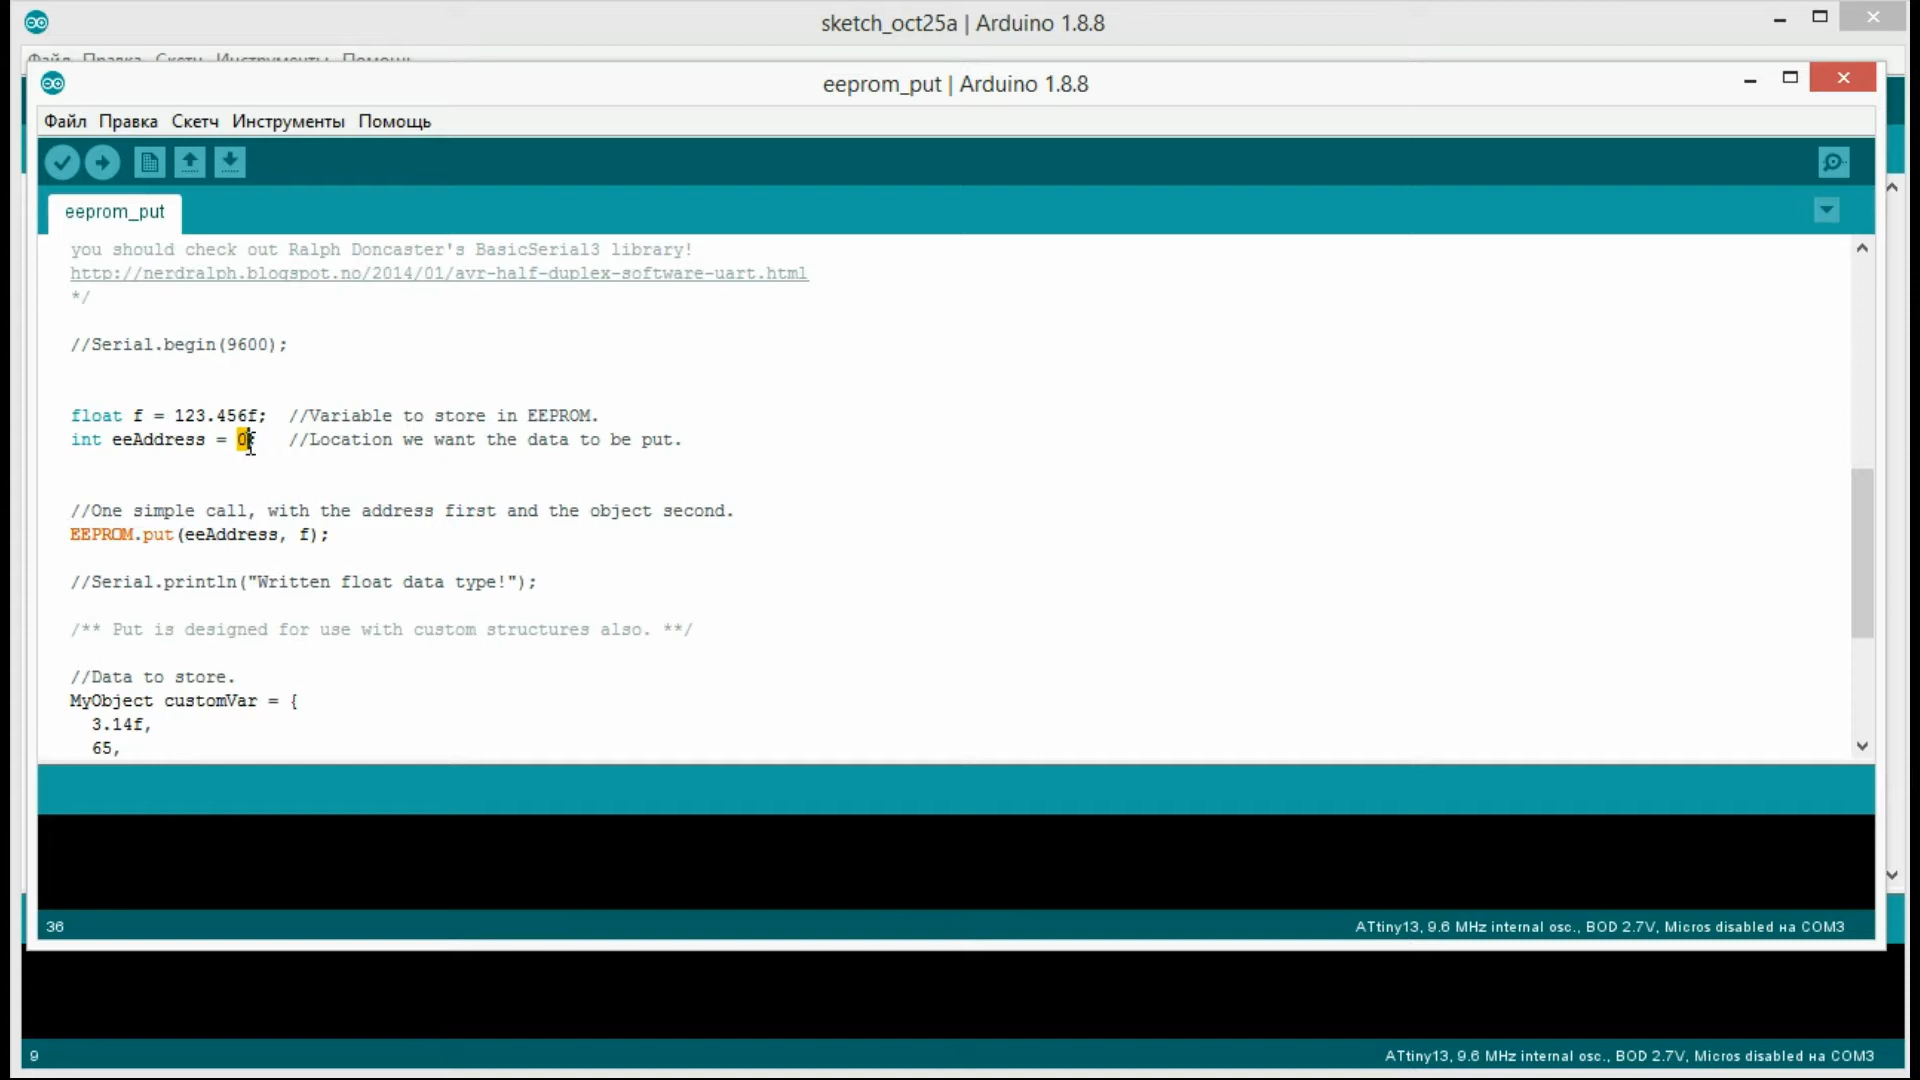 sketch_oct25a | Arduino 1.8.8
Файл Правка Скетч Инструменты Помощь
eeprom_put | Arduino 1.8.8
Файл Правка Скетч Инструменты Помощь
eeprom_put
you should check out Ralph Doncaster's BasicSerial3 library!
http://nerdralph.blogspot.no/2014/01/avr-half-duplex-software-uart.html
*/
//Serial.begin(9600);
float f = 123.456f;  //Variable to store in EEPROM.
int eeAddress = 0;   //Location we want the data to be put.
//One simple call, with the address first and the object second.
EEPROM.put(eeAddress, f);
//Serial.println("Written float data type!");
/** Put is designed for use with custom structures also. **/
//Data to store.
MyObject customVar = {
3.14f,
65,
36
ATtiny13, 9.6 MHz internal osc., BOD 2.7V, Micros disabled на COM3
9
ATtiny13, 9.6 MHz internal osc., BOD 2.7V, Micros disabled на COM3